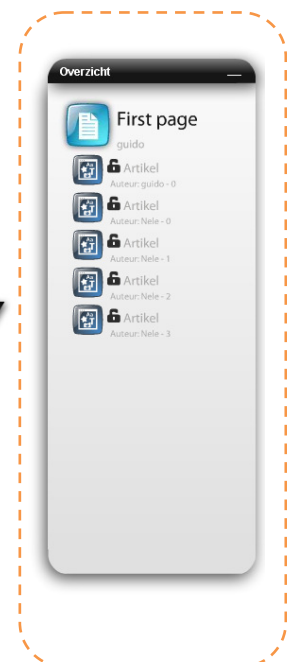 Overzicht
First page
guido
Artikel
Auteur: guido - 0
Artikel
Auteur: Nele - 0
Artikel
Auteur: Nele - 1
Artikel
Auteur: Nele - 2
Artikel
Auteur: Nele - 3